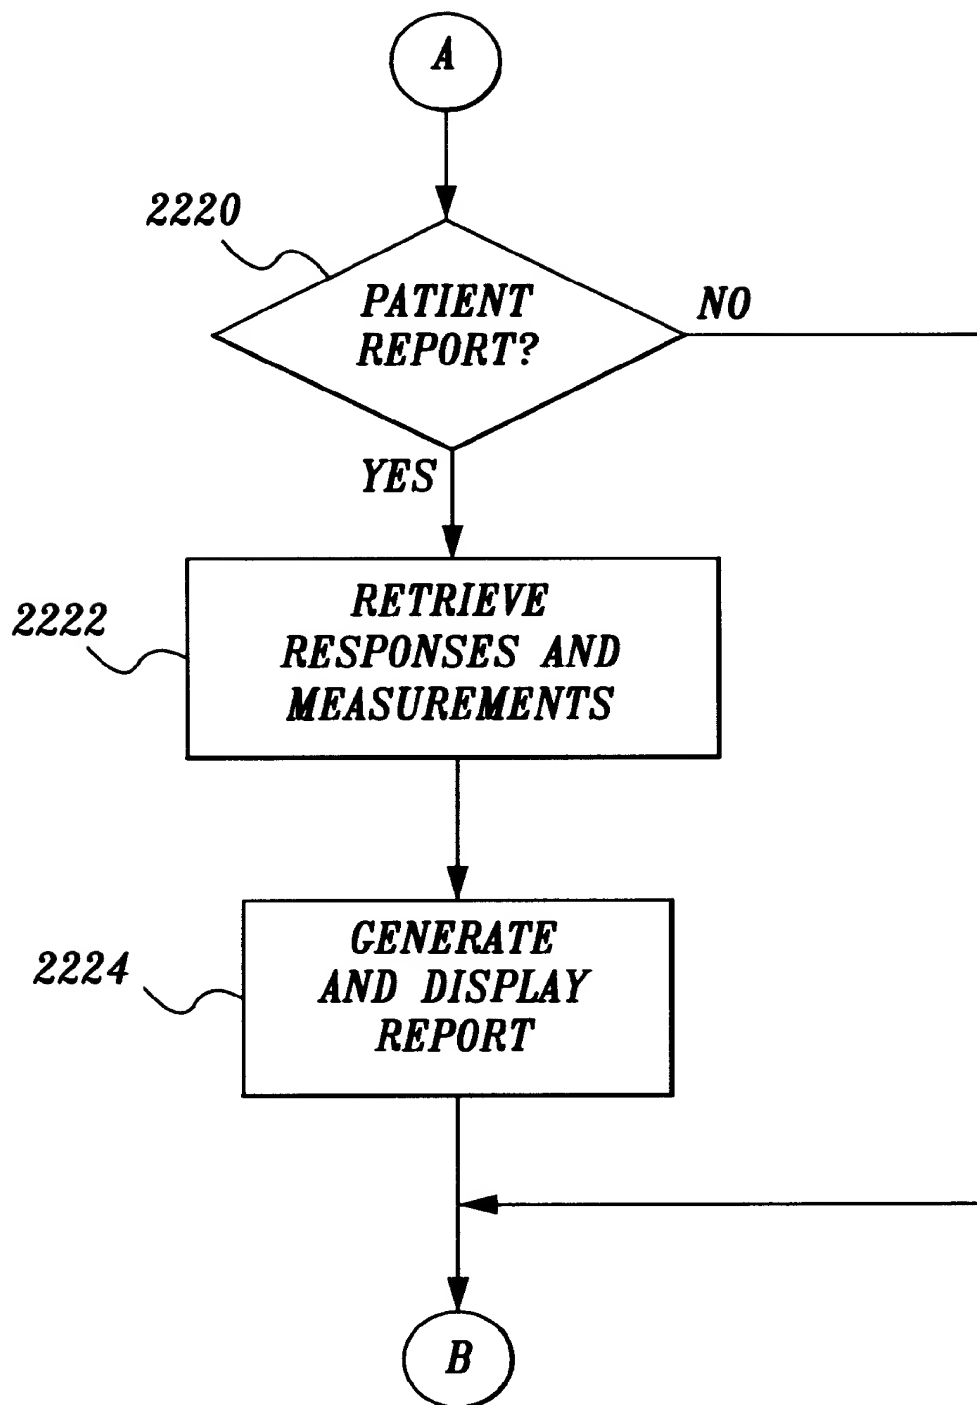 A
2220
PATIENT
REPORT?
NO
YES
2222
RETRIEVE
RESPONSES AND
MEASUREMENTS
2224
GENERATE
AND DISPLAY
REPORT
B